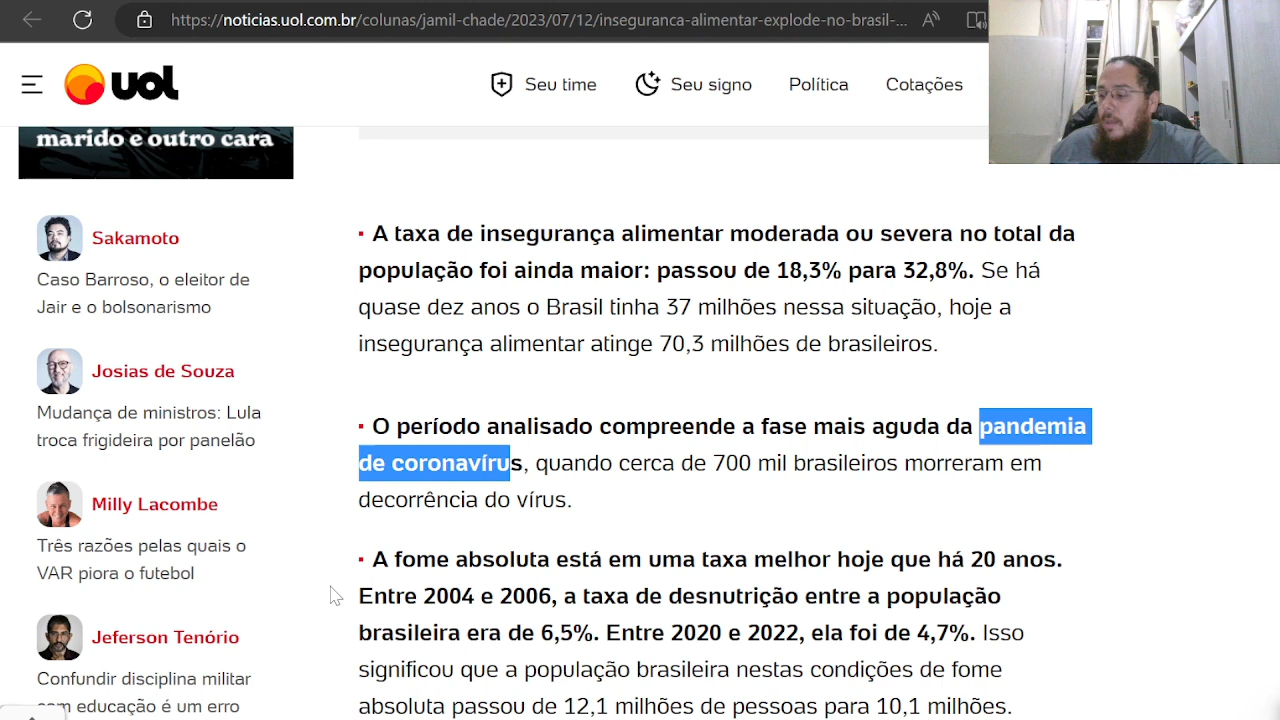 https://noticias.uol.com.br/colunas/jamil-chade/2023/07/12/inseguranca-alimentar-explode-no-brasil-...
UOL
Seu time
Seu signo
Política
Cotações
marido e outro cara
Sakamoto
Caso Barroso, o eleitor de
Jair e o bolsonarismo
Josias de Souza
Mudança de ministros: Lula
troca frigideira por panelão
Milly Lacombe
Três razões pelas quais o
VAR piora o futebol
Jeferson Tenório
Confundir disciplina militar
com educação é um erro
A taxa de insegurança alimentar moderada ou severa no total da
população foi ainda maior: passou de 18,3% para 32,8%. Se há
quase dez anos o Brasil tinha 37 milhões nessa situação, hoje a
insegurança alimentar atinge 70,3 milhões de brasileiros.
O período analisado compreende a fase mais aguda da pandemia
de coronavírus, quando cerca de 700 mil brasileiros morreram em
decorrência do vírus.
A fome absoluta está em uma taxa melhor hoje que há 20 anos.
Entre 2004 e 2006, a taxa de desnutrição entre a população
brasileira era de 6,5%. Entre 2020 e 2022, ela foi de 4,7%. Isso
significou que a população brasileira nestas condições de fome
absoluta passou de 12,1 milhões de pessoas para 10,1 milhões.